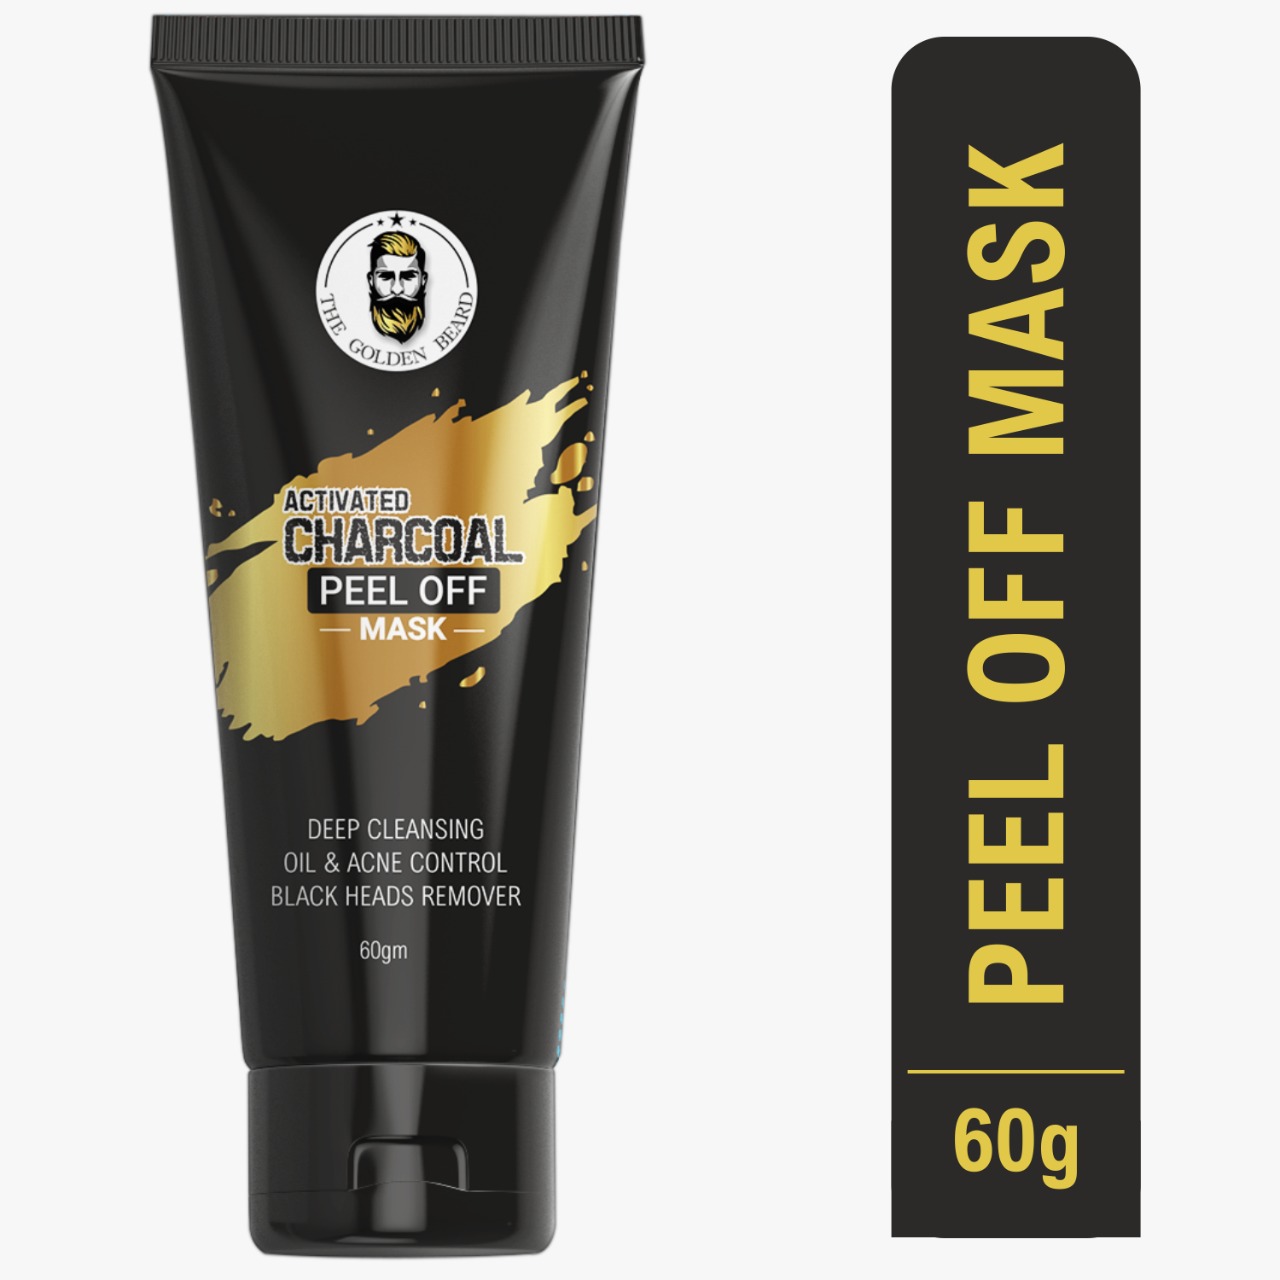 THE GOLDEN BEARD
ACTIVATED
CHARCOAL
PEEL OFF
MASK
DEEP CLEANSING
OIL & ACNE CONTROL
BLACK HEADS REMOVER
60gm
PEEL OFF MASK
60g